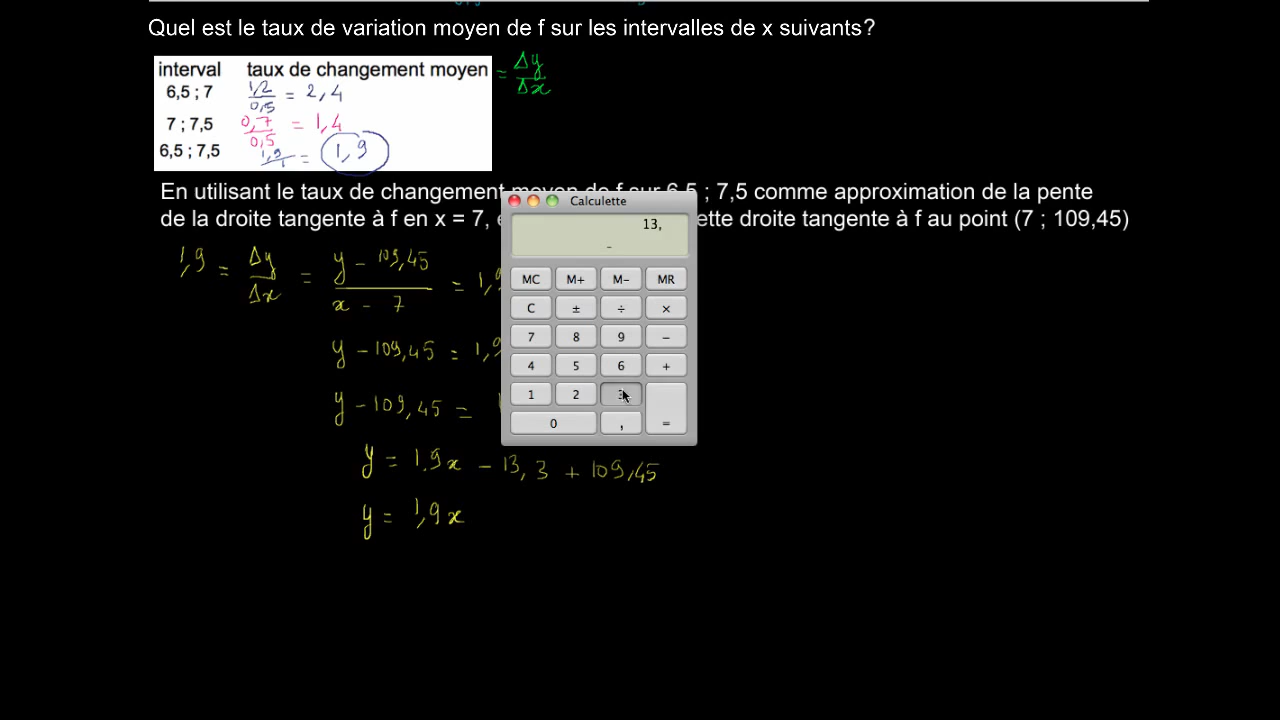 Quel est le taux de variation moyen de f sur les intervalles de x suivants?
interval taux de changement moyen = Δy/Δx
6,5 ; 7 1,2/0,5 = 2,4
7 ; 7,5 0,7/0,5 = 1,4
6,5 ; 7,5 1,9/1 = 1,9
En utilisant le taux de changement moyen de f sur 6,5 ; 7,5 comme approximation de la pente
de la droite tangente à f en x = 7, ette droite tangente à f au point (7 ; 109,45)
1,9 = Δy/Δx = y - 109,45 / x - 7 = 1,9
y - 109,45 = 1,9
y - 109,45 =
y = 1.9x - 13,3 + 109,45
y = 1,9x
Calculette
13,
-
MC M+ M- MR
C ± ÷ ×
7 8 9 −
4 5 6 +
1 2 3
0 , =